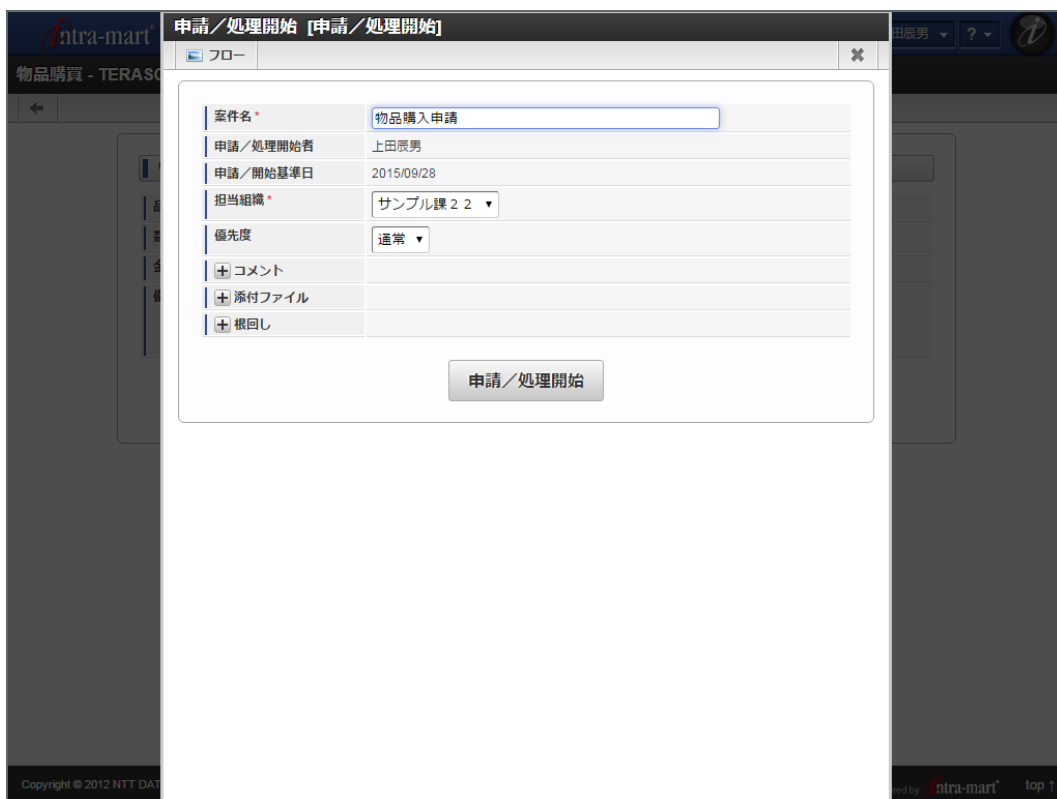 intra-mart
田辰男
?
物品購買 - TERASO
申請／処理開始 [申請／処理開始]
フロー
案件名*
物品購入申請
申請／処理開始者
上田辰男
申請／開始基準日
2015/09/28
担当組織*
サンプル課２２
優先度
通常
コメント
添付ファイル
根回し
申請／処理開始
Copyright © 2012 NTT DAT
red by intra-mart
top ↑